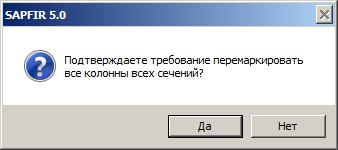 SAPFIR 5.0
Подтверждаете требование перемаркировать
все колонны всех сечений?
Да
Нет